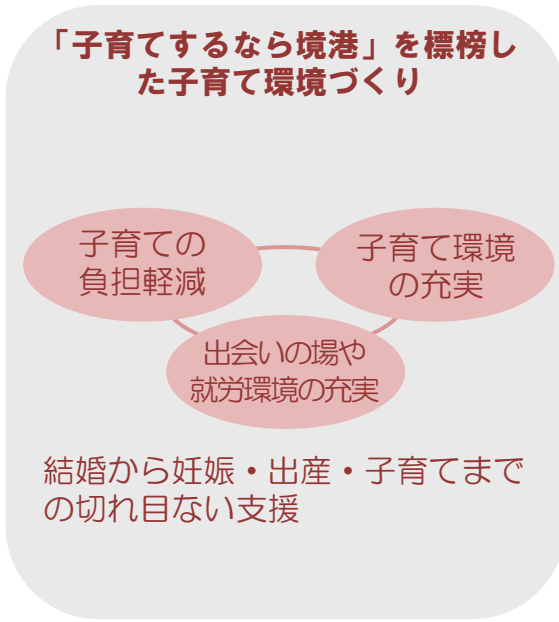 「子育てするなら境港」を標榜し
た子育て環境づくり
子育ての
負担軽減
子育て環境
の充実
出会いの場や
就労環境の充実
結婚から妊娠・出産・子育てまで
の切れ目ない支援